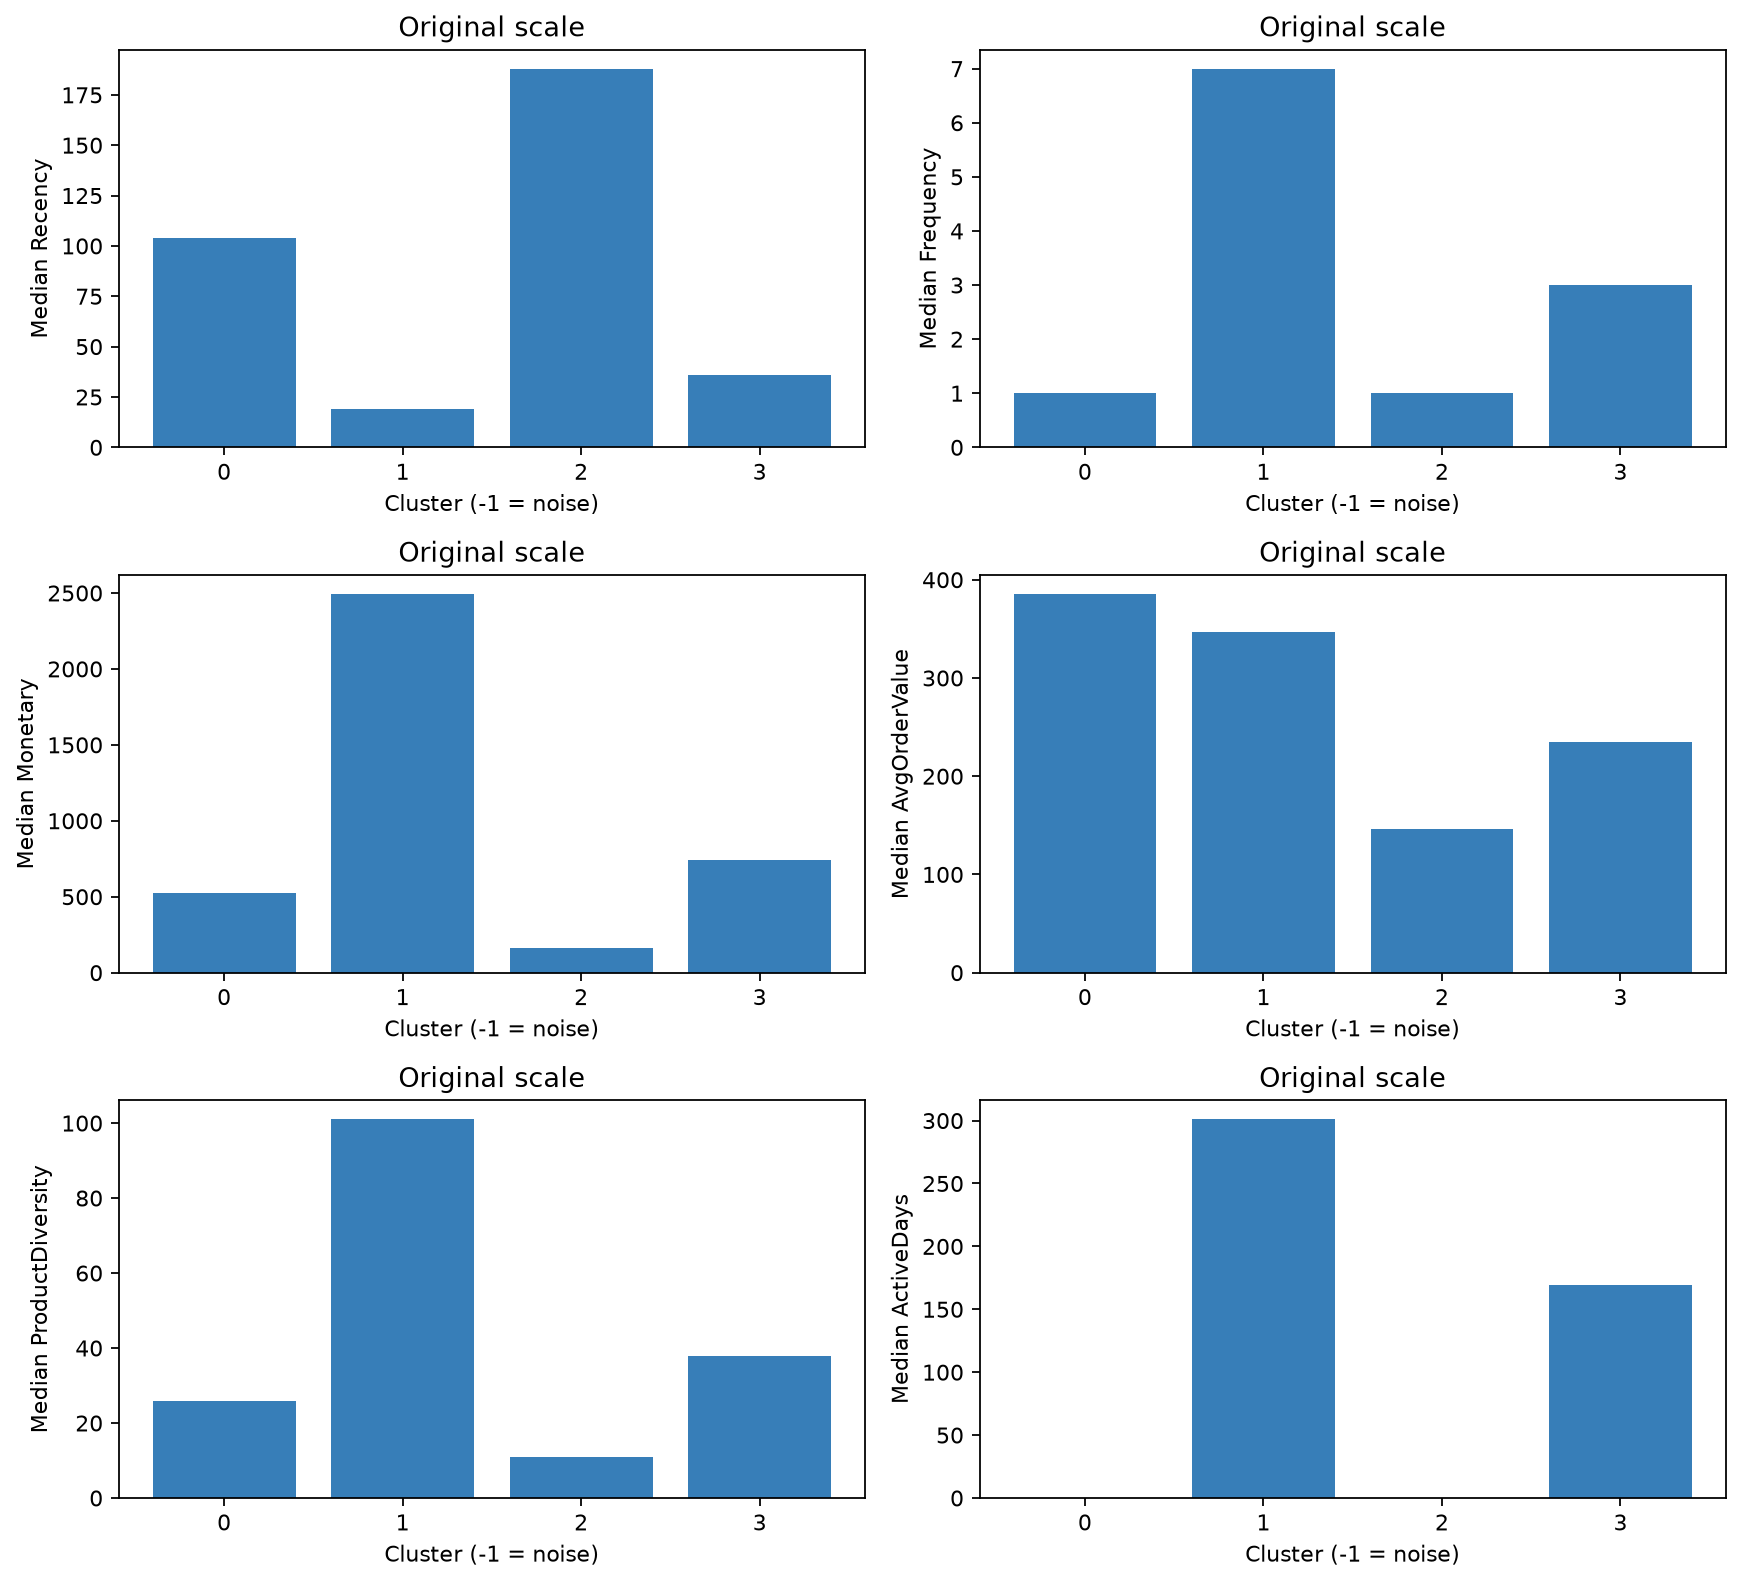 Original scale
Median Recency
175
150
125
100
75
50
25
0
0 1 2 3
Cluster (-1 = noise)
Original scale
Median Frequency
7
6
5
4
3
2
1
0
0 1 2 3
Cluster (-1 = noise)
Original scale
Median Monetary
2500
2000
1500
1000
500
0
0 1 2 3
Cluster (-1 = noise)
Original scale
Median AvgOrderValue
400
300
200
100
0
0 1 2 3
Cluster (-1 = noise)
Original scale
Median ProductDiversity
100
80
60
40
20
0
0 1 2 3
Cluster (-1 = noise)
Original scale
Median ActiveDays
300
250
200
150
100
50
0
0 1 2 3
Cluster (-1 = noise)